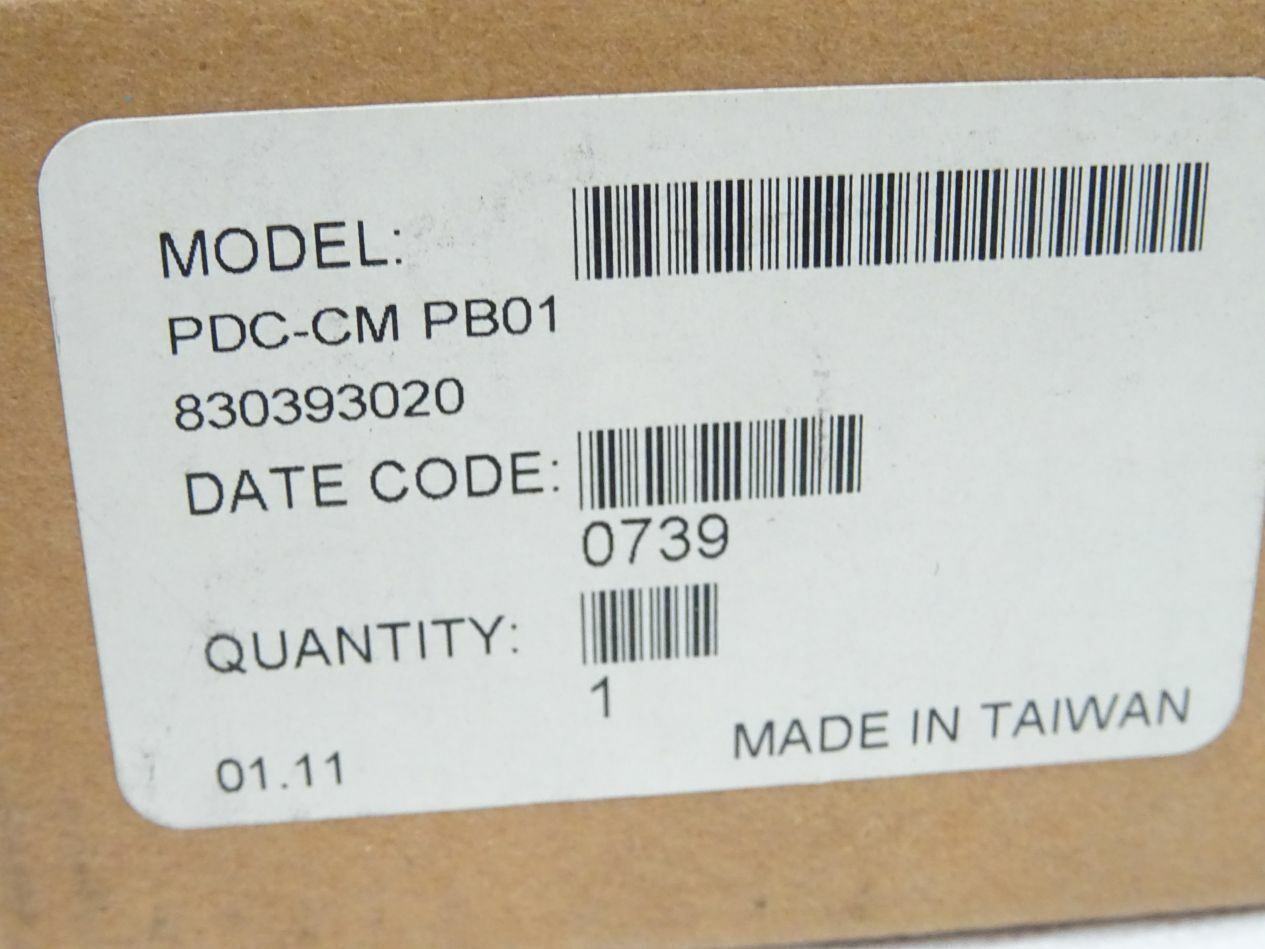 MODEL:
PDC-CM PB01
830393020
DATE CODE:
0739
QUANTITY:
1
01.11
MADE IN TAIWAN